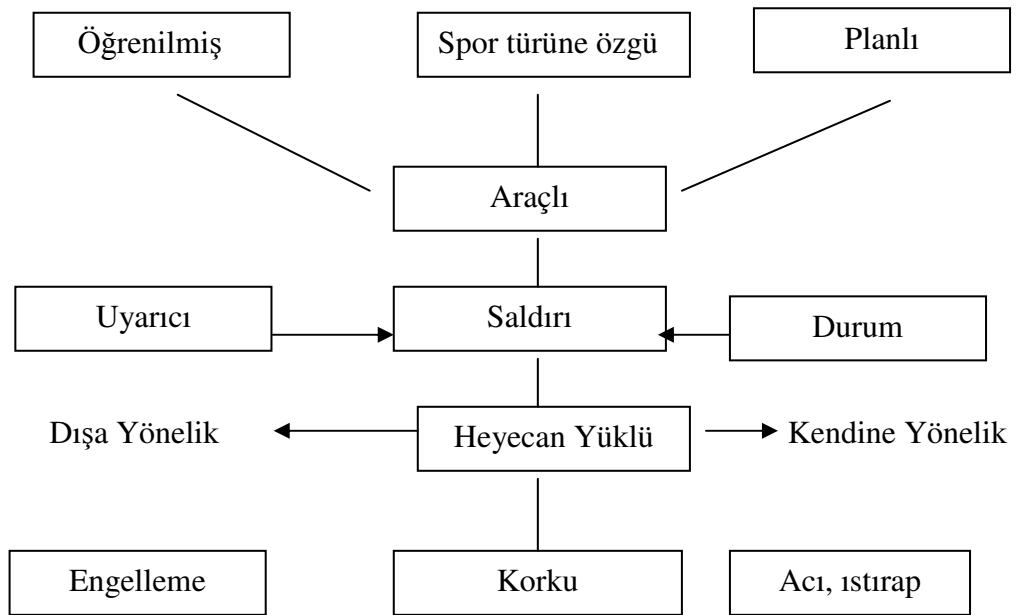 Öğrenilmiş
Spor türüne özgü
Planlı
Araçlı
Uyarıcı
Saldırı
Durum
Dışa Yönelik
Heyecan Yüklü
Kendine Yönelik
Engelleme
Korku
Acı, ıstırap